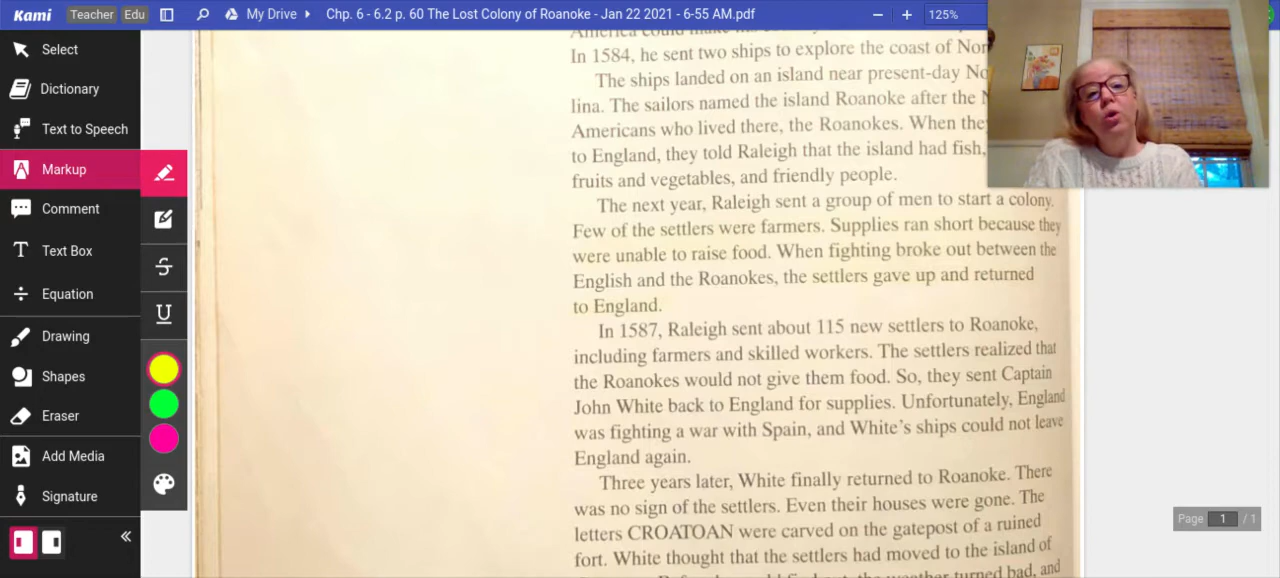 Kami
Teacher
Edu
My Drive
Chp. 6 - 6.2 p. 60 The Lost Colony of Roanoke - Jan 22 2021 - 6-55 AM.pdf
125%
Select
Dictionary
Text to Speech
Markup
Comment
Text Box
Equation
Drawing
Shapes
Eraser
Add Media
Signature
America could make
In 1584, he sent two ships to explore the coast of Nor
The ships landed on an island near present-day
lina. The sailors named the island Roanoke after the
Americans who lived there, the Roanokes. When the
to England, they told Raleigh that the island had fish,
fruits and vegetables, and friendly people.
The next year, Raleigh sent a group of men to start a colony.
Few of the settlers were farmers. Supplies ran short because they
were unable to raise food. When fighting broke out between the
English and the Roanokes, the settlers gave up and returned
to England.
In 1587, Raleigh sent about 115 new settlers to Roanoke,
including farmers and skilled workers. The settlers realized that
the Roanokes would not give them food. So, they sent Captain
John White back to England for supplies. Unfortunately, England
was fighting a war with Spain, and White's ships could not leave
England again.
Three years later, White finally returned to Roanoke. There
was no sign of the settlers. Even their houses were gone. The
letters CROATOAN were carved on the gatepost of a ruined
fort. White thought that the settlers had moved to the island of
the weather turned bad, and
Page 1 / 1